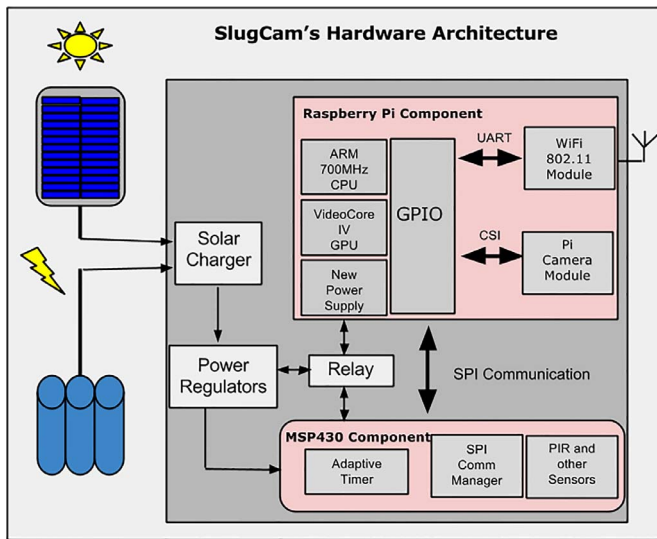 SlugCam's Hardware Architecture
Raspberry Pi Component
ARM
700MHz
CPU
VideoCore
IV
GPU
New
Power
Supply
GPIO
UART
WiFi
802.11
Module
CSI
Pi
Camera
Module
Solar
Charger
Power
Regulators
Relay
SPI Communication
MSP430 Component
Adaptive
Timer
SPI
Comm
Manager
PIR and
other
Sensors